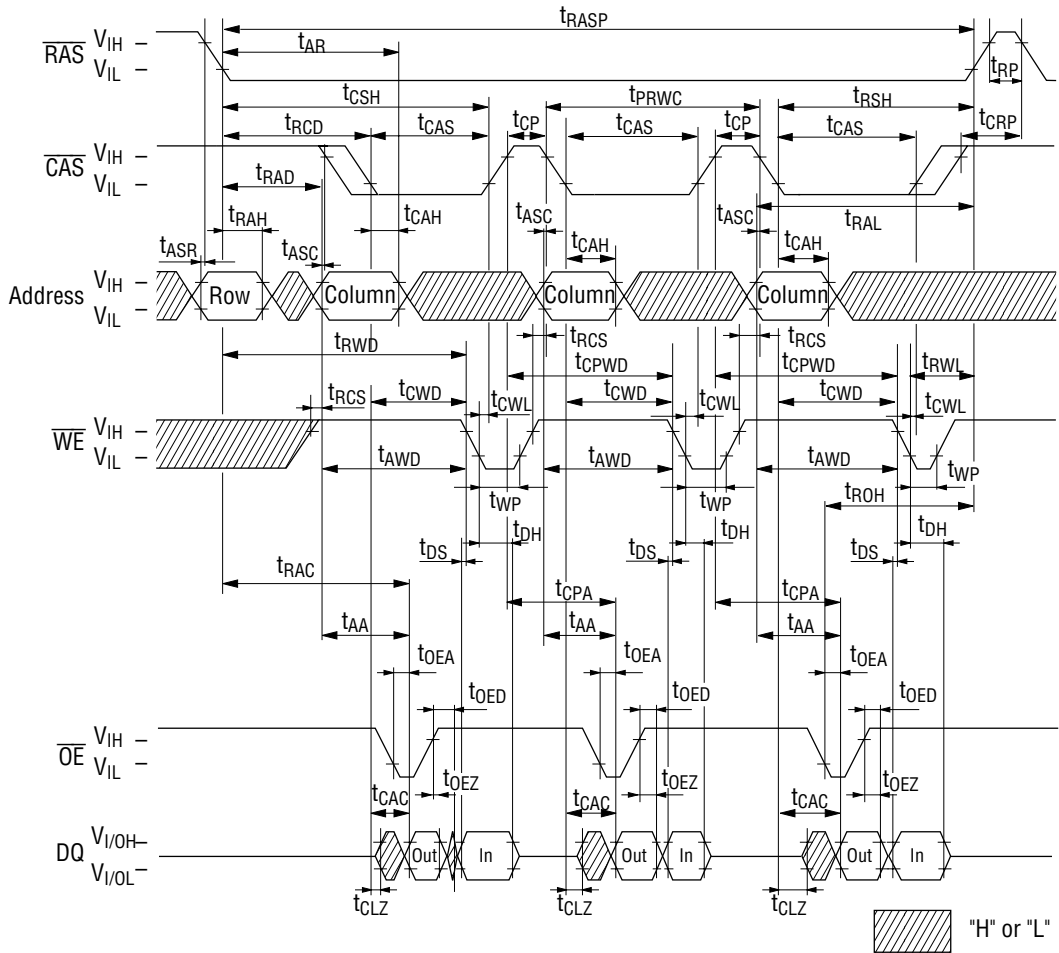 tRASP
tAR
RAS VIH
VIL
tRP
tCSH
tPRWC
tRSH
tRCD tCAS tCP tCAS tCP tCAS tCRP
CAS VIH
VIL
tRAD
tRAH tCAH tASC tASC tRAL
tASR tASC tCAH tCAH
Address VIH
VIL
Row Column Column Column
tRWD tRCS tCPWD tRCS tCPWD tRWL
tRCS tCWD tCWL tCWD tCWL tCWD tCWL
WE VIH
VIL
tAWD tAWD tAWD
tWP tWP tWP
tROH
tDH tDH tDH
tDS tDS tDS
tRAC
tCPA tCPA
tAA tAA tAA
tOEA tOEA tOEA
tOED tOED tOED
OE VIH
VIL
tOEZ tOEZ tOEZ
tCAC tCAC tCAC
DQ VI/OH
VI/OL
Out In Out In Out In
tCLZ tCLZ tCLZ
"H" or "L"